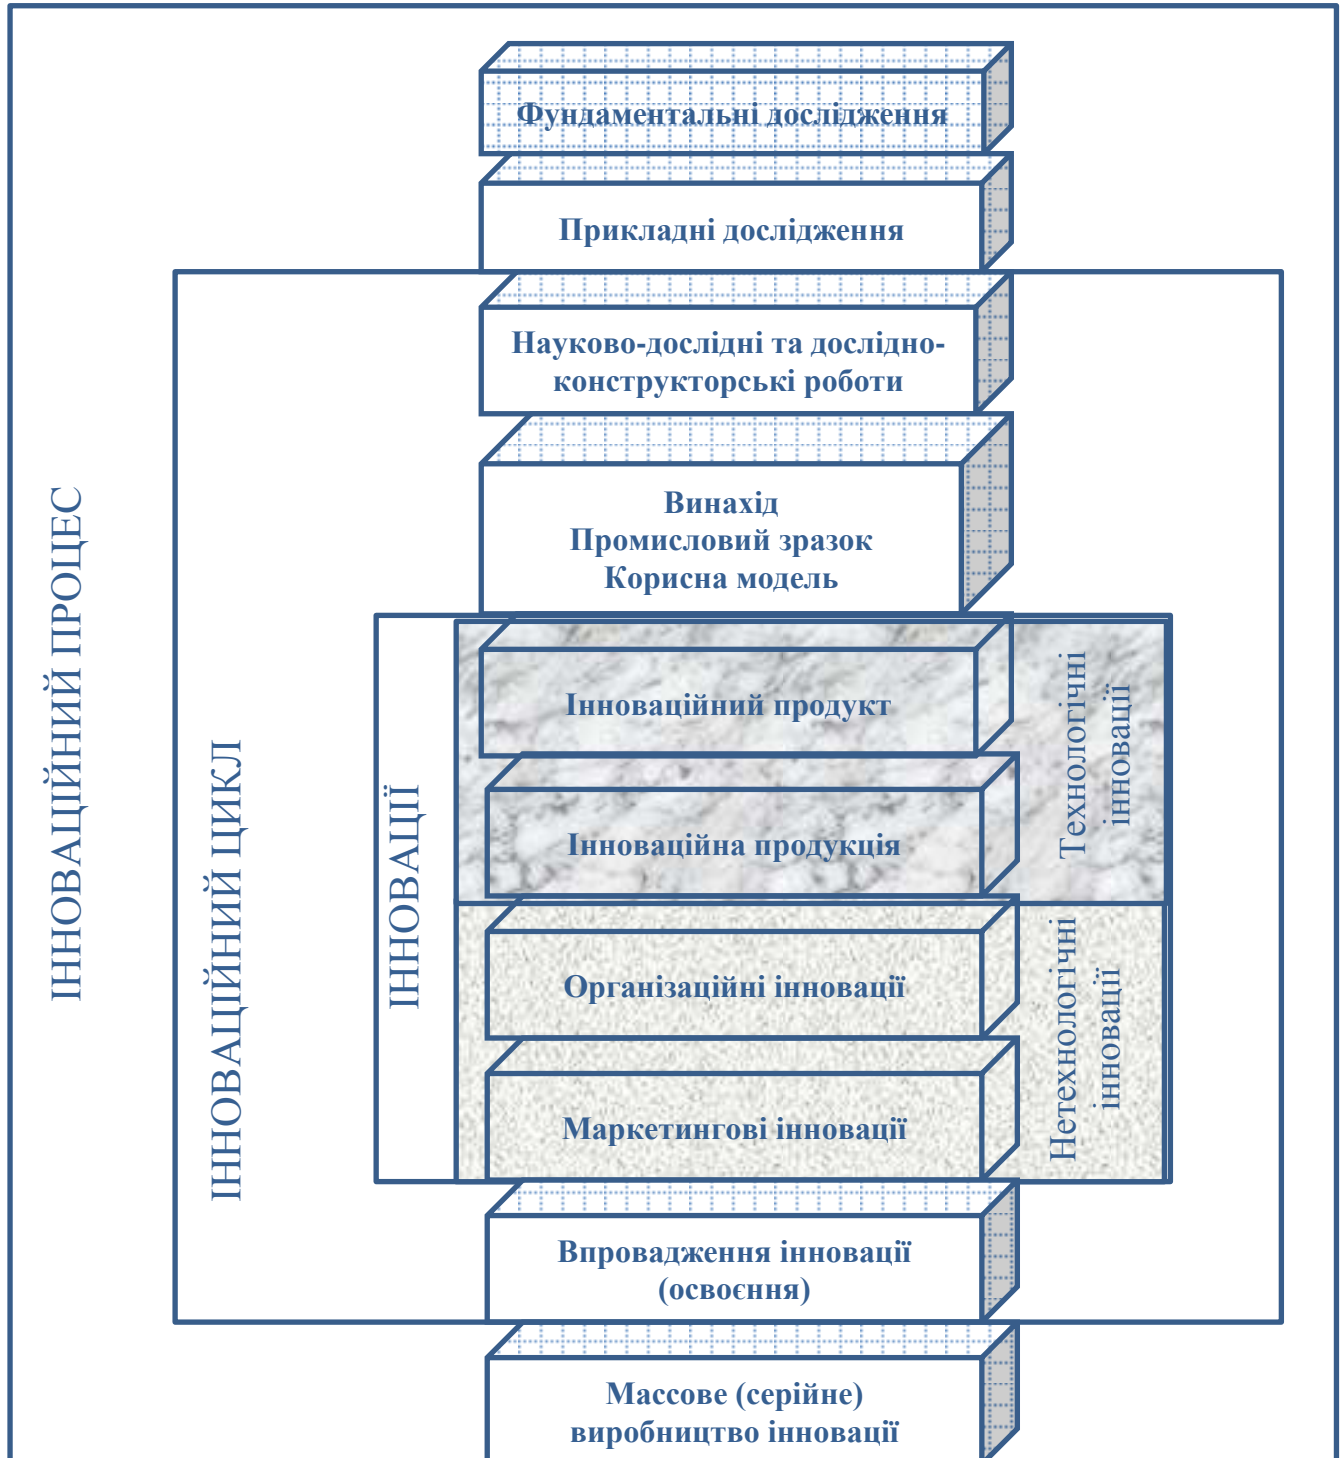 Фундаментальні дослідження
Прикладні дослідження
Науково-дослідні та дослідно-
конструкторські роботи
Винахід
Промисловий зразок
Корисна модель
ІННОВАЦІЙНИЙ ПРОЦЕС
ІННОВАЦІЙНИЙ ЦИКЛ
ІННОВАЦІЇ
Інноваційний продукт
Інноваційна продукція
Технологічні
інновації
Організаційні інновації
Маркетингові інновації
Нетехнологічні
інновації
Впровадження інновації
(освоєння)
Массове (серійне)
виробництво інновації